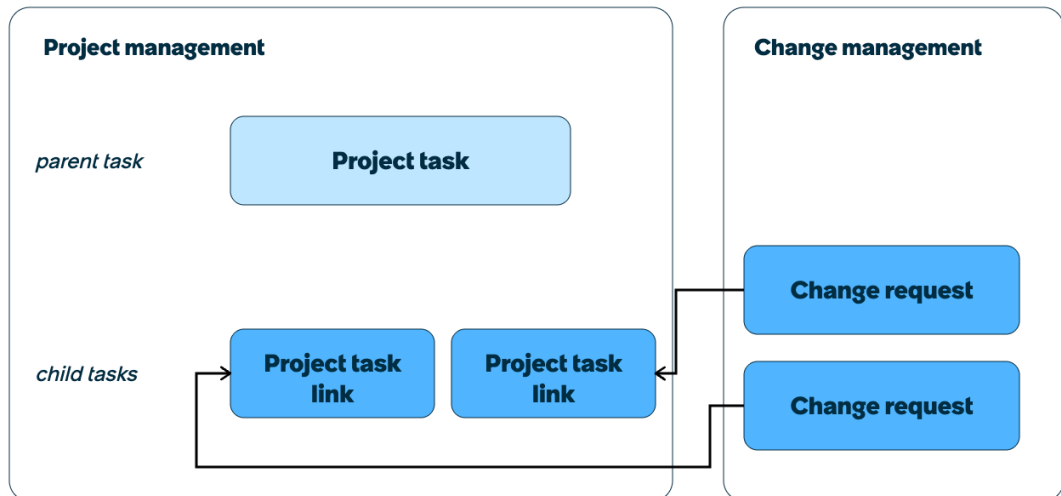 Project management
Change management
parent task
Project task
Change request
child tasks
Project task
link
Project task
link
Change request